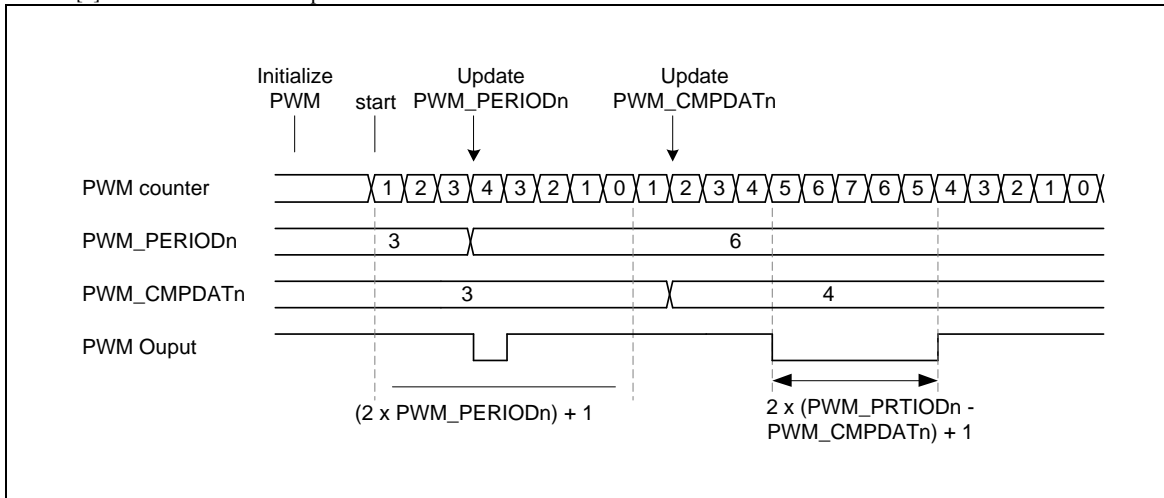 Initialize PWM
start
Update PWM_PERIODn
Update PWM_CMPDATn
PWM counter 1 2 3 4 3 2 1 0 1 2 3 4 5 6 7 6 5 4 3 2 1 0
PWM_PERIODn 3 6
PWM_CMPDATn 3 4
PWM Ouput
(2 x PWM_PERIODn) + 1
2 x (PWM_PRTIODn -
PWM_CMPDATn) + 1